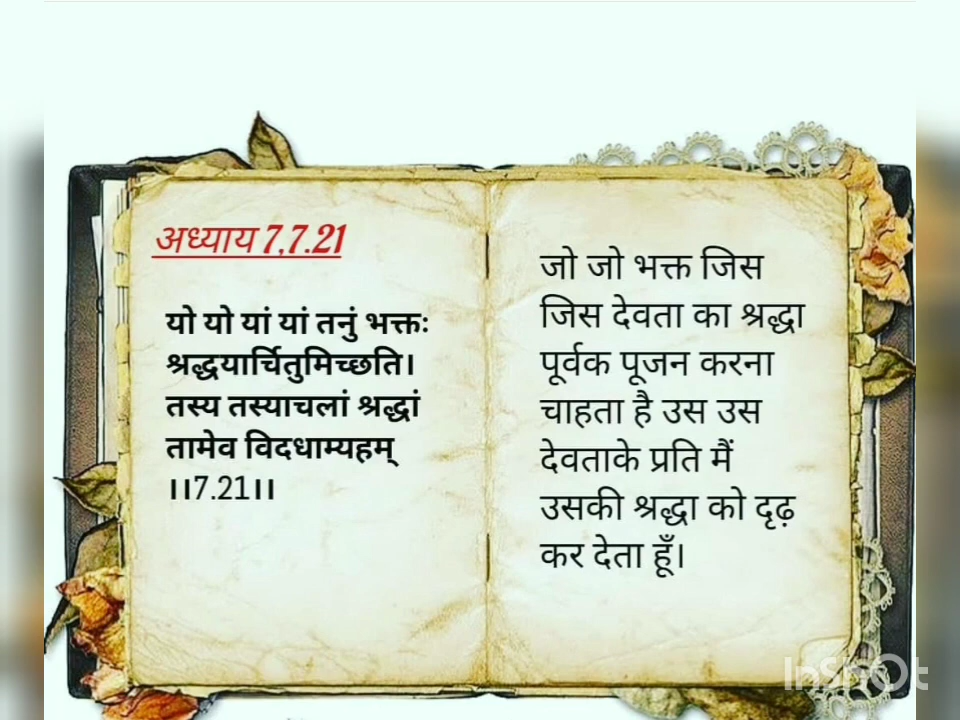 अध्याय 7,7.21
यो यो यां यां तनुं भक्तः
श्रद्धयार्चितुमिच्छति।
तस्य तस्याचलां श्रद्धां
तामेव विदधाम्यहम्
।।7.21।।
जो जो भक्त जिस
जिस देवता का श्रद्धा
पूर्वक पूजन करना
चाहता है उस उस
देवताके प्रति मैं
उसकी श्रद्धा को दृढ़
कर देता हूँ।
InShOt